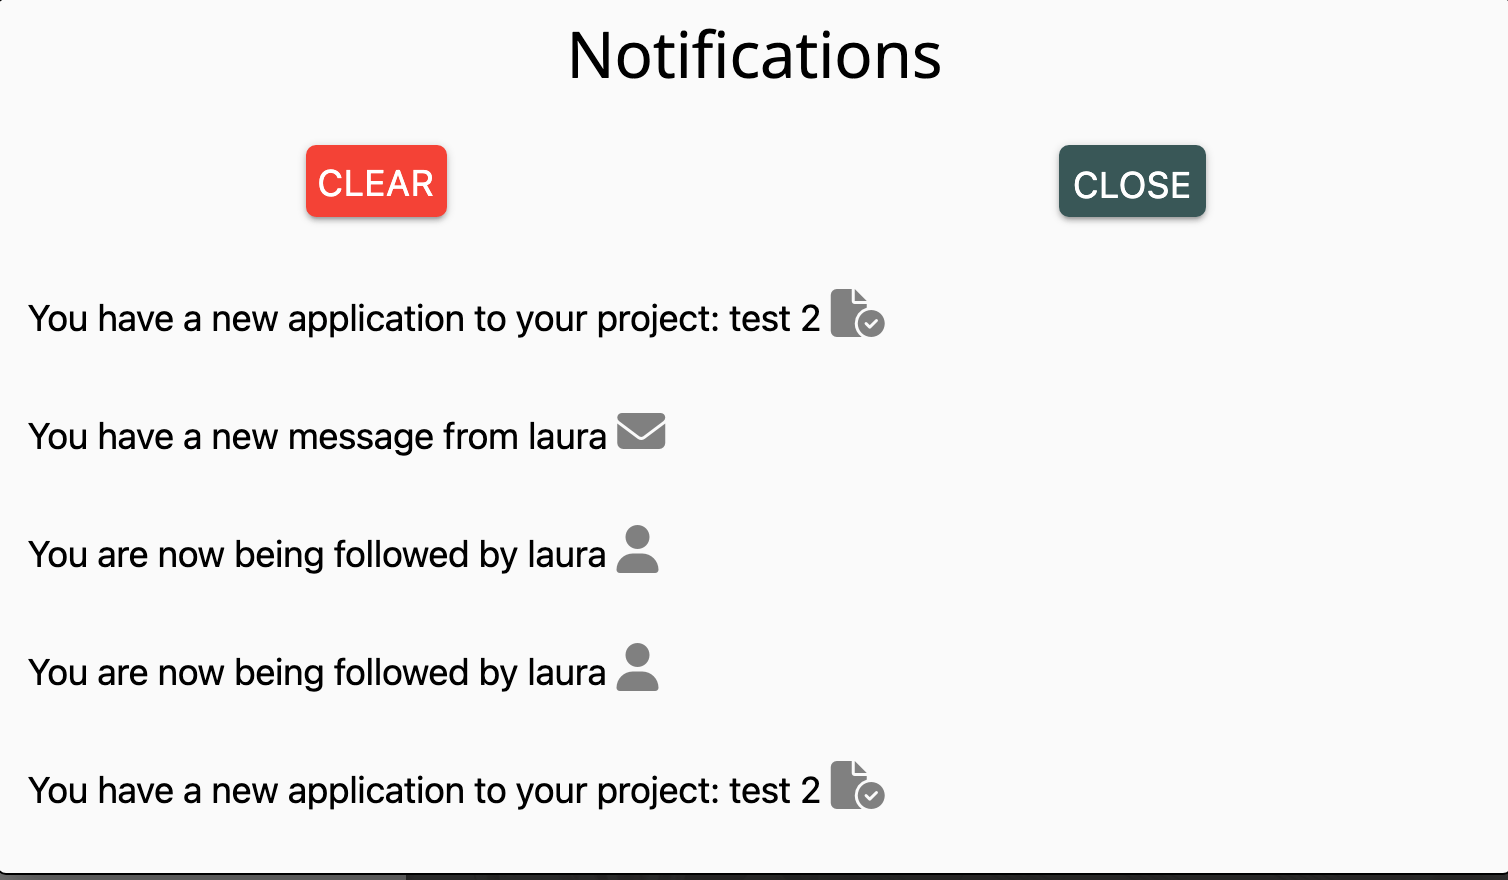 Notifications
CLEAR
CLOSE
You have a new application to your project: test 2
You have a new message from laura
You are now being followed by laura
You are now being followed by laura
You have a new application to your project: test 2